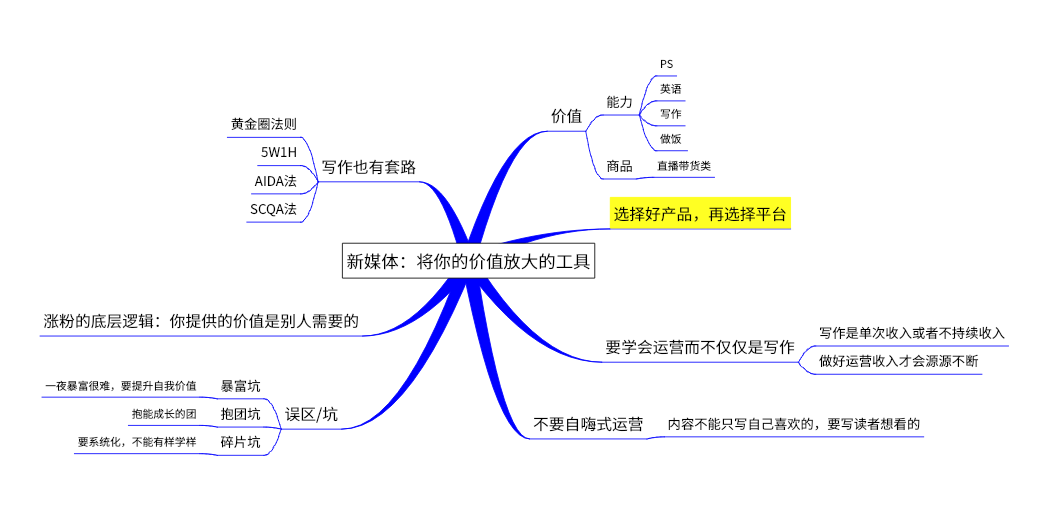 新媒体：将你的价值放大的工具
价值
能力
PS
英语
写作
做饭
商品
直播带货类
选择好产品，再选择平台
要学会运营而不仅仅是写作
写作是单次收入或者不持续收入
做好运营收入才会源源不断
不要自嗨式运营
内容不能只写自己喜欢的，要写读者想看的
写作也有套路
黄金圈法则
5W1H
AIDA法
SCQA法
涨粉的底层逻辑：你提供的价值是别人需要的
误区/坑
暴富坑
一夜暴富很难，要提升自我价值
抱团坑
抱能成长的团
碎片坑
要系统化，不能有样学样